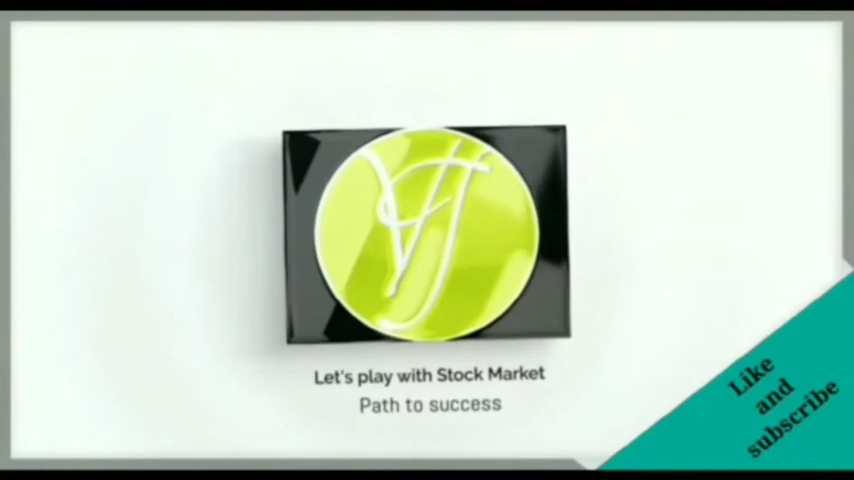 Let's play with Stock Market
Path to success
Like
and
subscribe